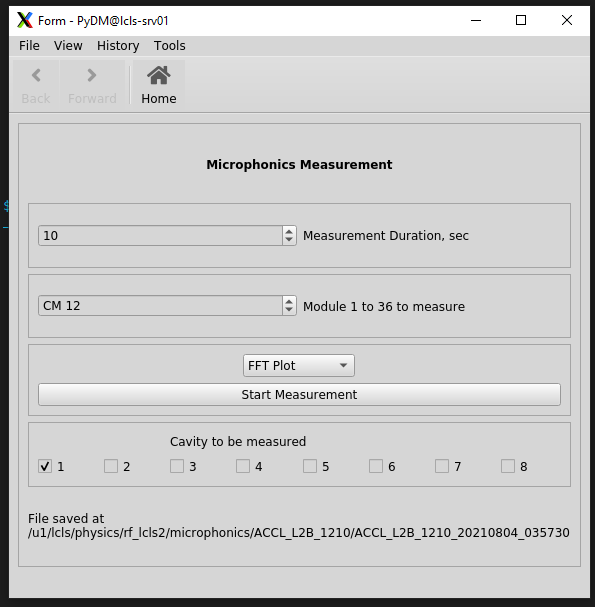 Form - PyDM@lcls-srv01
File View History Tools
Back Forward Home
Microphonics Measurement
10 Measurement Duration, sec
CM 12 Module 1 to 36 to measure
FFT Plot
Start Measurement
Cavity to be measured
1 2 3 4 5 6 7 8
File saved at
/u1/lcls/physics/rf_lcls2/microphonics/ACCL_L2B_1210/ACCL_L2B_1210_20210804_035730